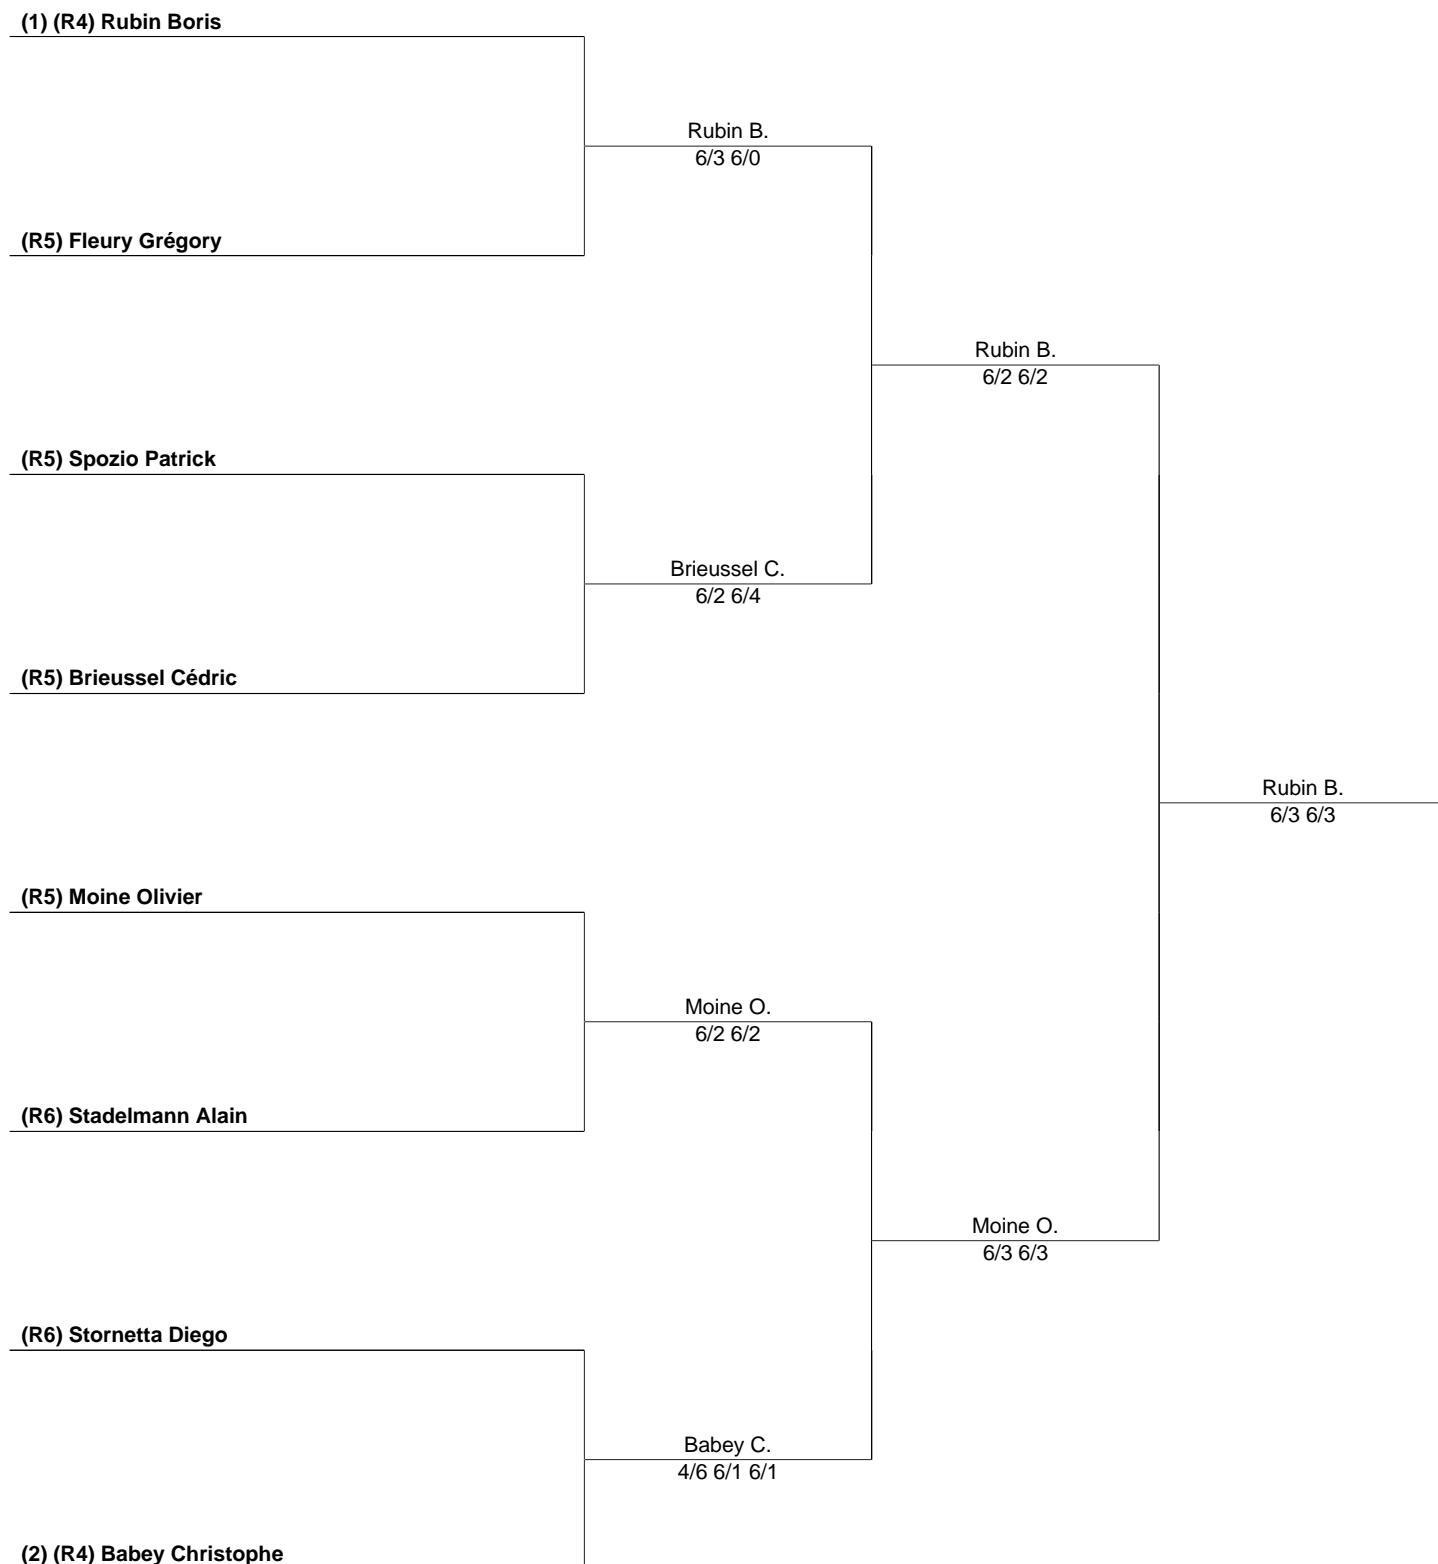 (1) (R4) Rubin Boris
Rubin B.
6/3 6/0
(R5) Fleury Grégory
Rubin B.
6/2 6/2
(R5) Spozio Patrick
Brieussel C.
6/2 6/4
(R5) Brieussel Cédric
Rubin B.
6/3 6/3
(R5) Moine Olivier
Moine O.
6/2 6/2
(R6) Stadelmann Alain
Moine O.
6/3 6/3
(R6) Stornetta Diego
Babey C.
4/6 6/1 6/1
(2) (R4) Babey Christophe